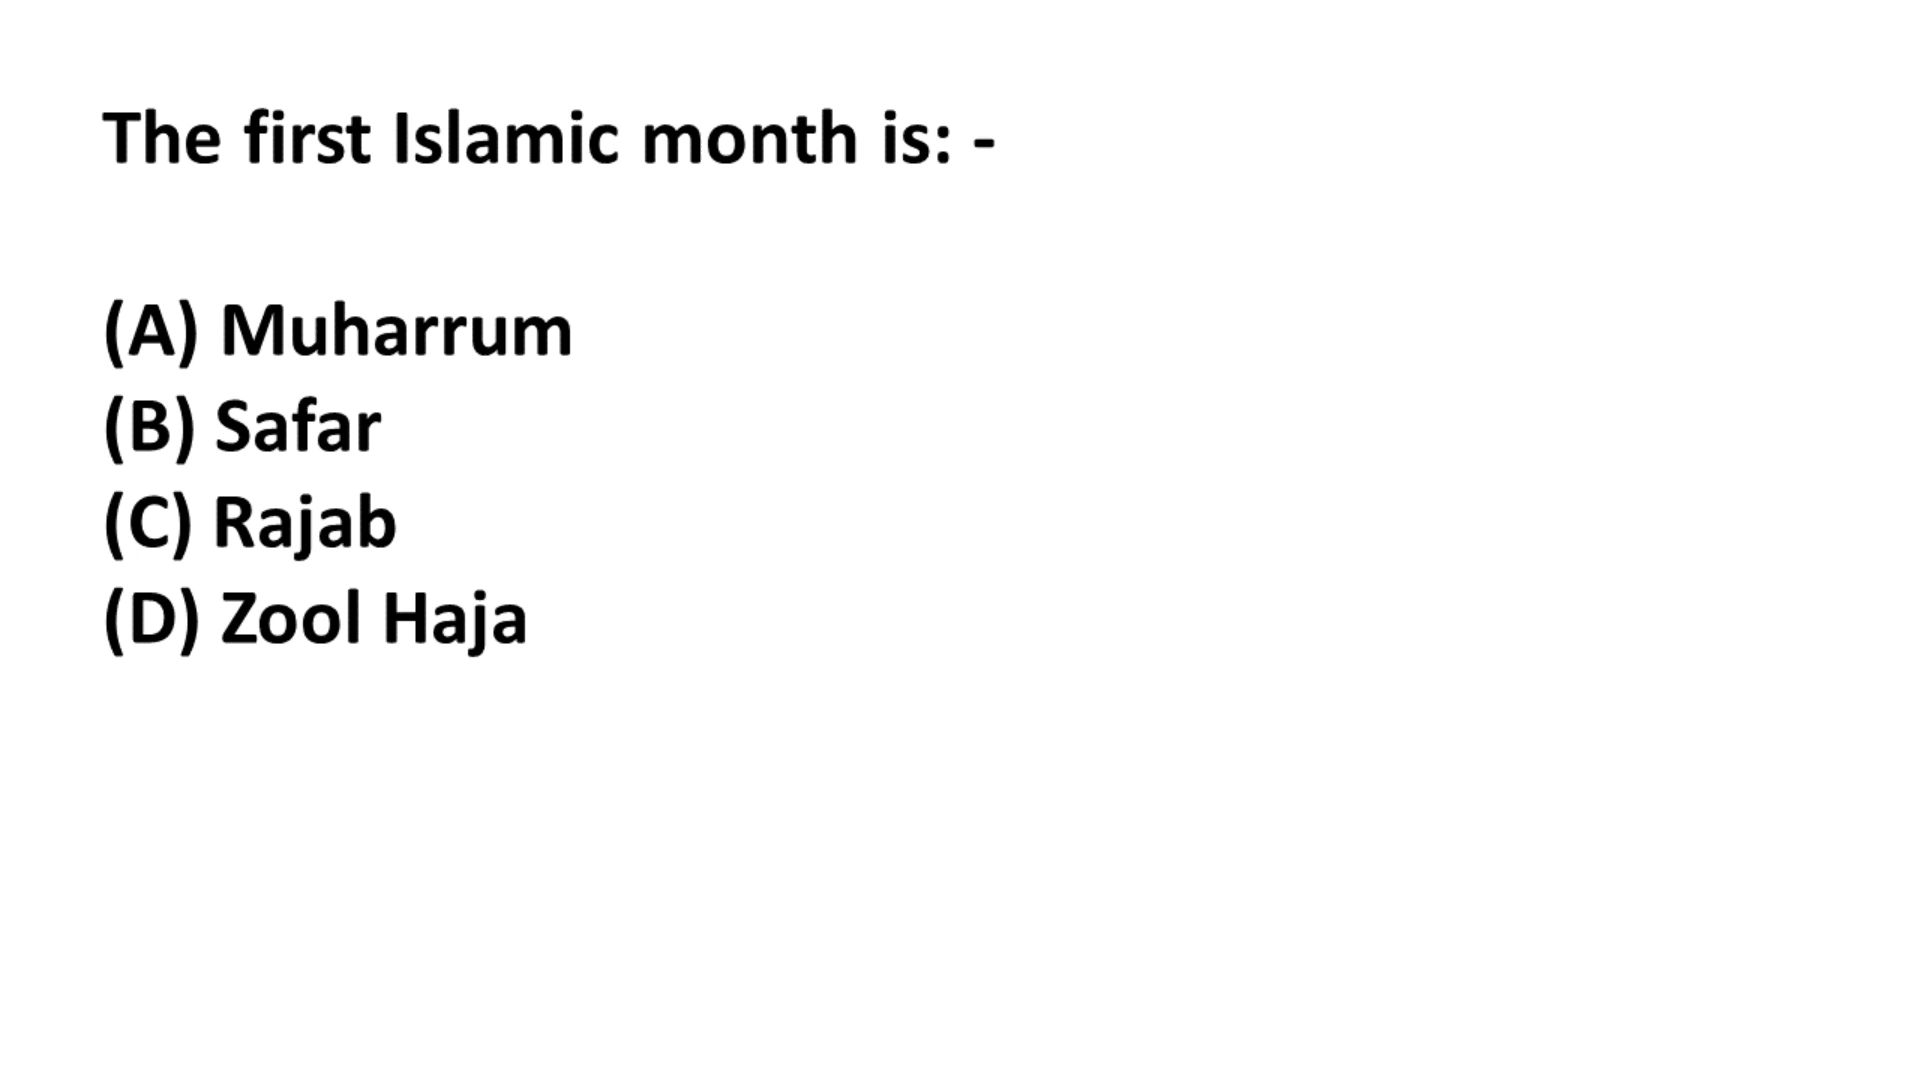 The first Islamic month is: -
(A) Muharrum
(B) Safar
(C) Rajab
(D) Zool Haja